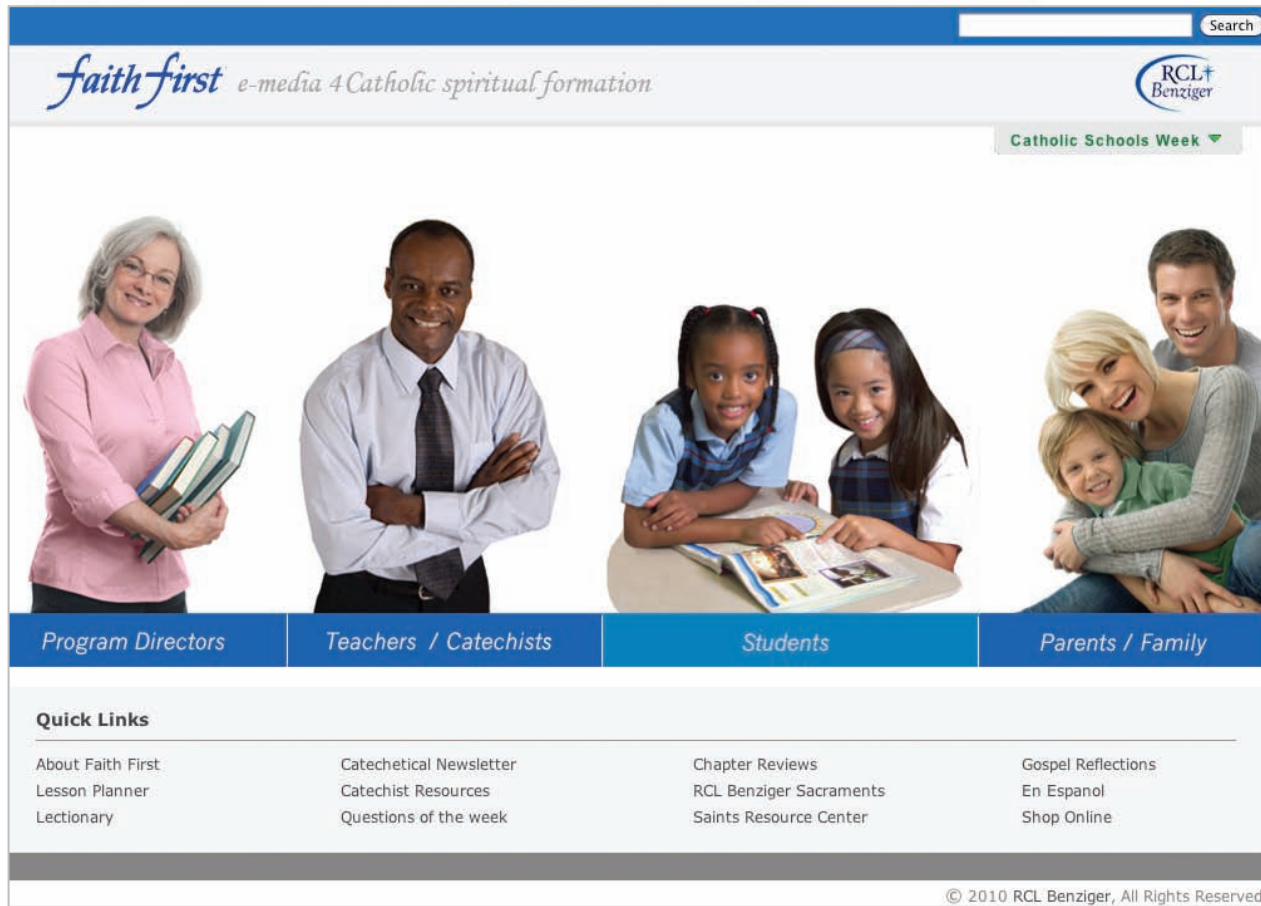 Search
faith first e-media 4 Catholic spiritual formation
RCL Benziger
Catholic Schools Week
Program Directors
Teachers / Catechists
Students
Parents / Family
Quick Links
About Faith First
Lesson Planner
Lectionary
Catechetical Newsletter
Catechist Resources
Questions of the week
Chapter Reviews
RCL Benziger Sacraments
Saints Resource Center
Gospel Reflections
En Espanol
Shop Online
© 2010 RCL Benziger, All Rights Reserved